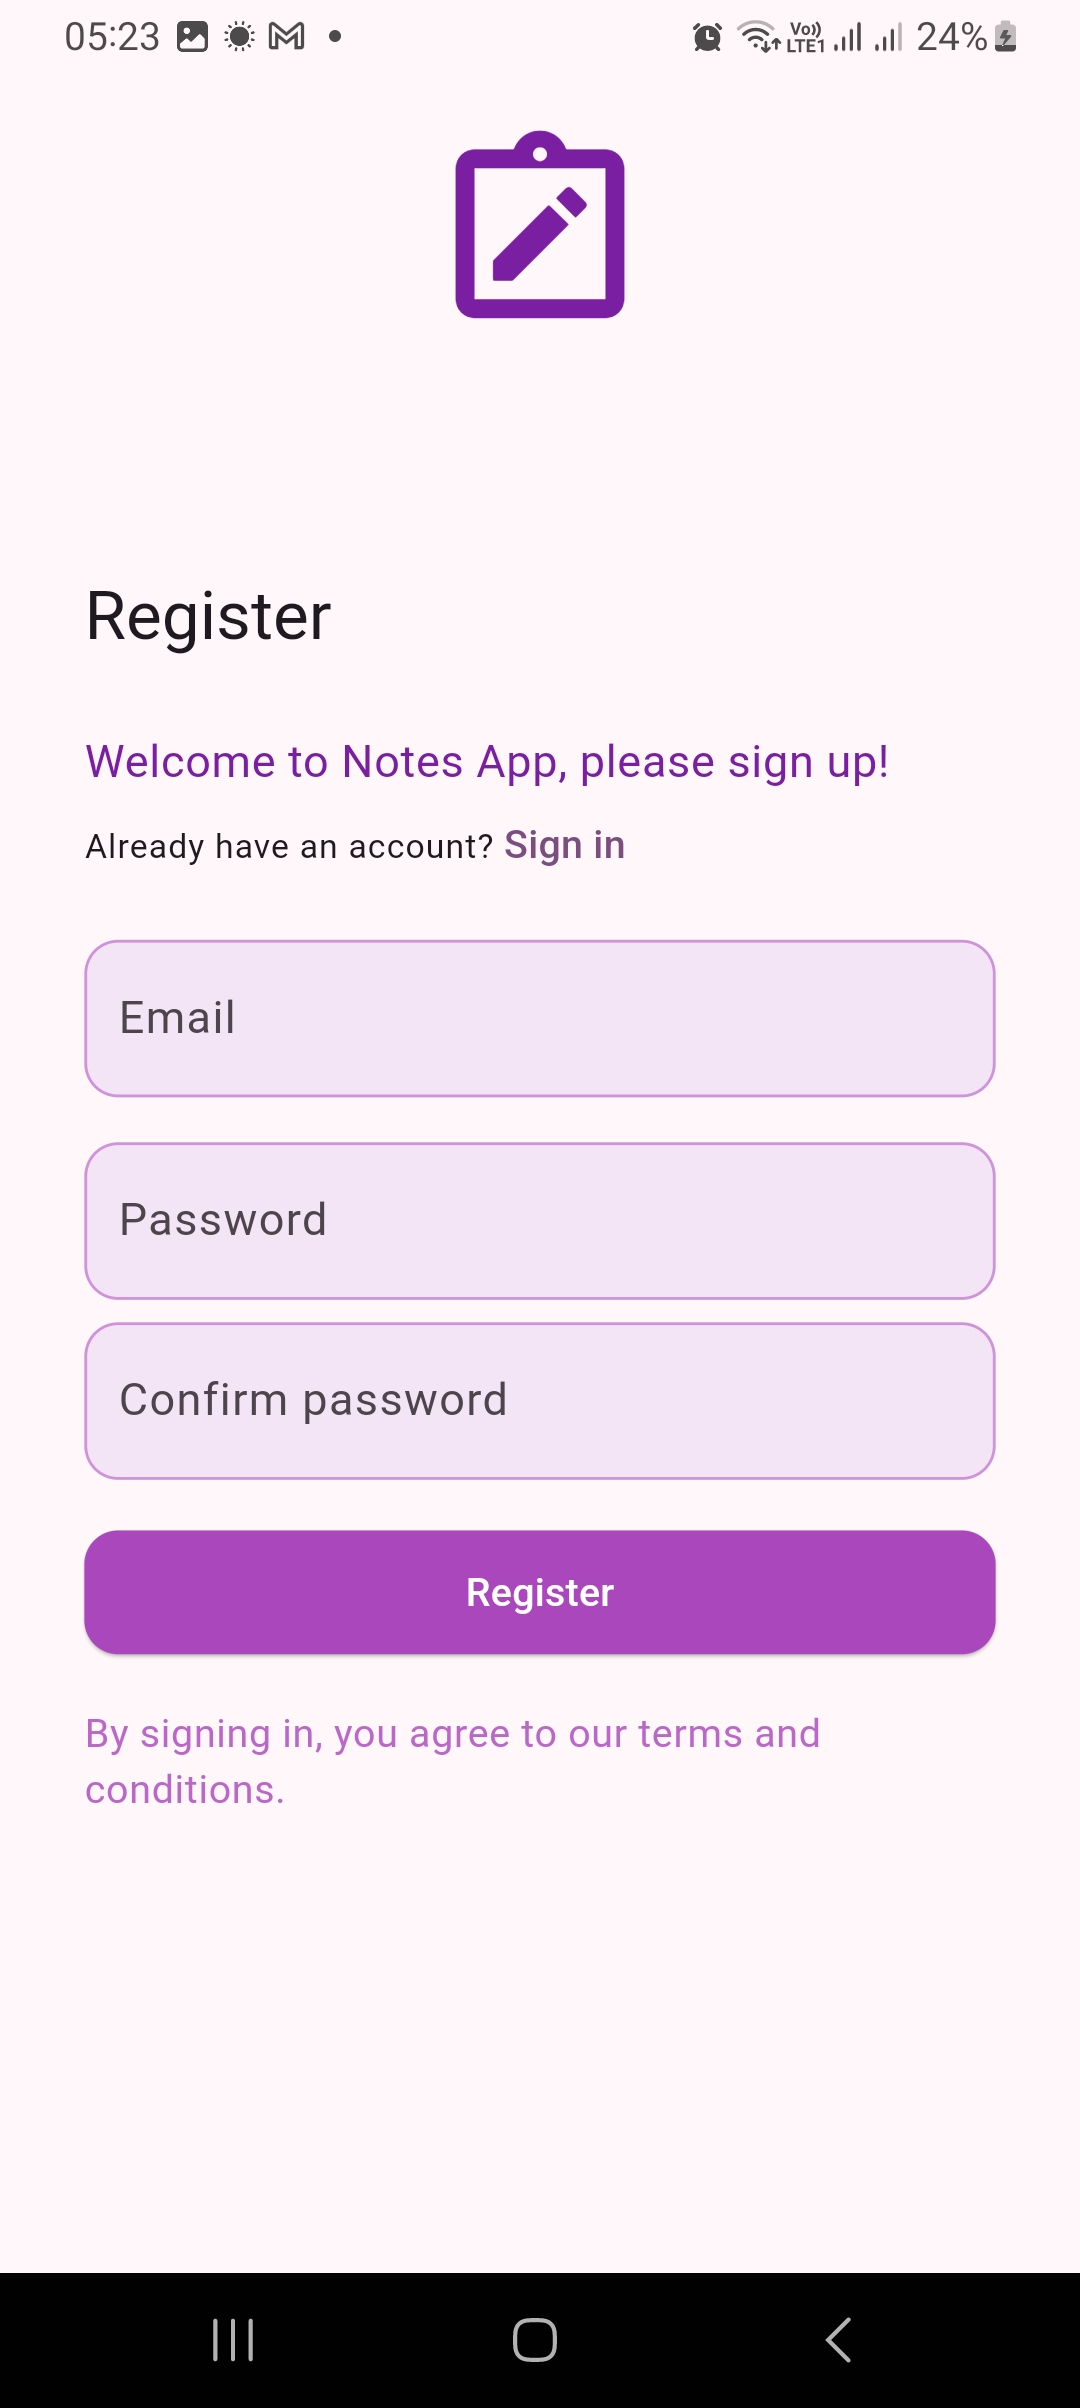 05:23
Vo)) LTE1 24%
Register
Welcome to Notes App, please sign up!
Already have an account? Sign in
Email
Password
Confirm password
Register
By signing in, you agree to our terms and
conditions.